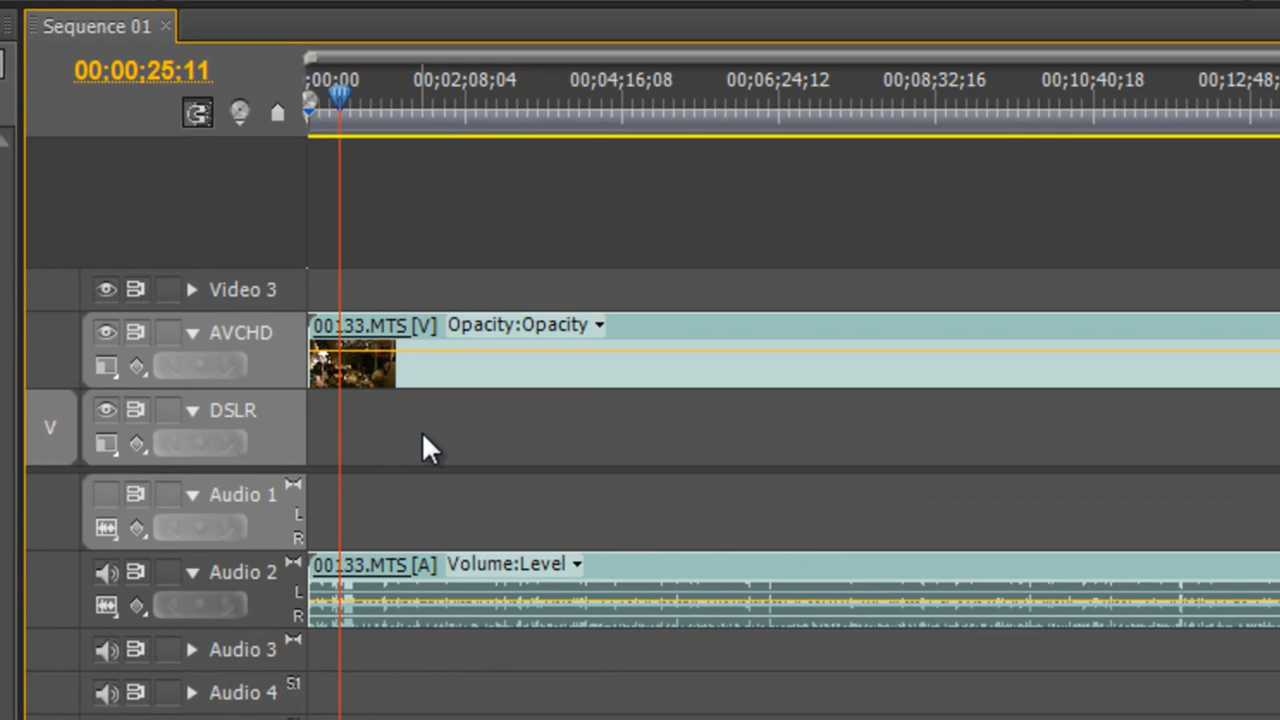 Sequence 01
00;00;25;11
;00;00 00;02;08;04 00;04;16;08 00;06;24;12 00;08;32;16 00;10;40;18 00;12;48;
Video 3
AVCHD
00133.MTS [V] Opacity:Opacity
V
DSLR
Audio 1
L
R
Audio 2
00133.MTS [A] Volume:Level
L
R
Audio 3
Audio 4 5.1